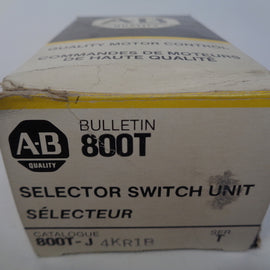 A-B
QUALITY MOTOR CONTROL
COMMANDES DE MOTEURS
DE HAUTE QUALITÉ
A-B
QUALITY
BULLETIN
800T
SELECTOR SWITCH UNIT
SÉLECTEUR
CATALOGUE
SER
800T-J 4KR1B
T